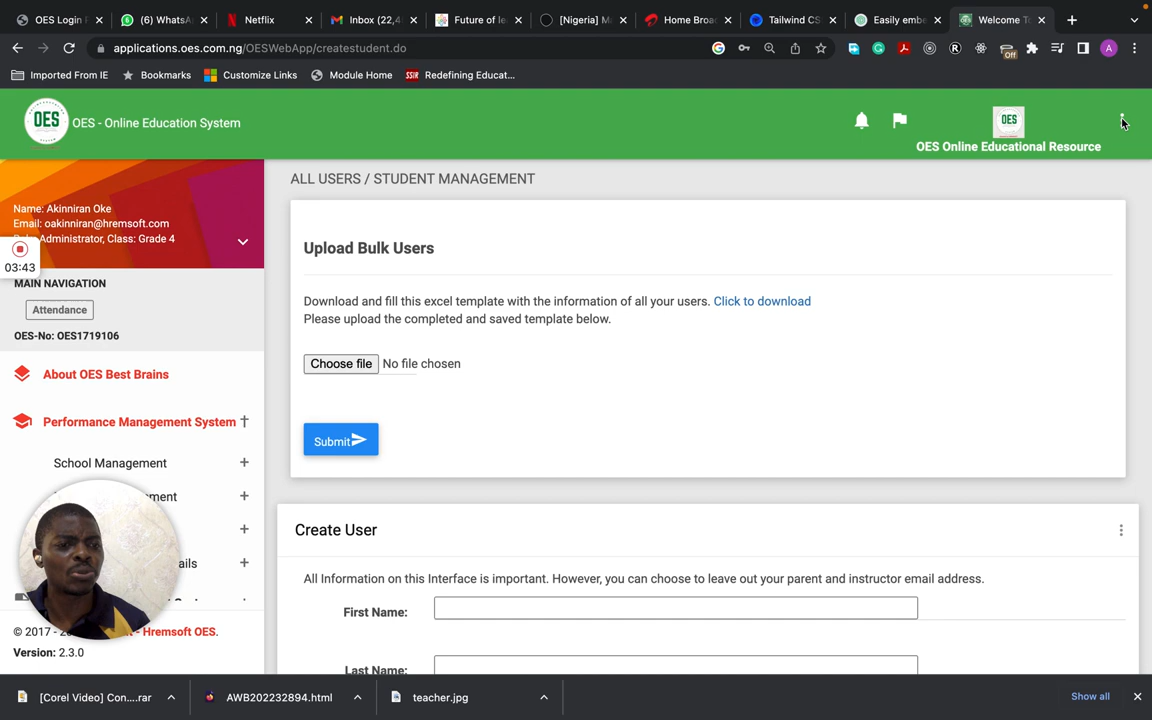 OES Login P
(6) WhatsA
Netflix
Inbox (22,4
Future of le
[Nigeria] M
Home Broa
Tailwind CS
Easily embe
Welcome To
applications.oes.com.ng/OESWebApp/createstudent.do
Off
A
Imported From IE
Bookmarks
Customize Links
Module Home
SSIR Redefining Educat...
OES
OES - Online Education System
OES
OES Online Educational Resource
Name: Akinniran Oke
Email: oakinniran@hremsoft.com
Administrator, Class: Grade 4
03:43
MAIN NAVIGATION
Attendance
OES-No: OES1719106
About OES Best Brains
Performance Management System
School Management
ment
ails
© 2017 - 2
- Hremsoft OES.
Version: 2.3.0
ALL USERS / STUDENT MANAGEMENT
Upload Bulk Users
Download and fill this excel template with the information of all your users. Click to download
Please upload the completed and saved template below.
Choose file No file chosen
Submit
Create User
All Information on this Interface is important. However, you can choose to leave out your parent and instructor email address.
First Name:
Last Name:
[Corel Video] Con....rar
AWB202232894.html
teacher.jpg
Show all